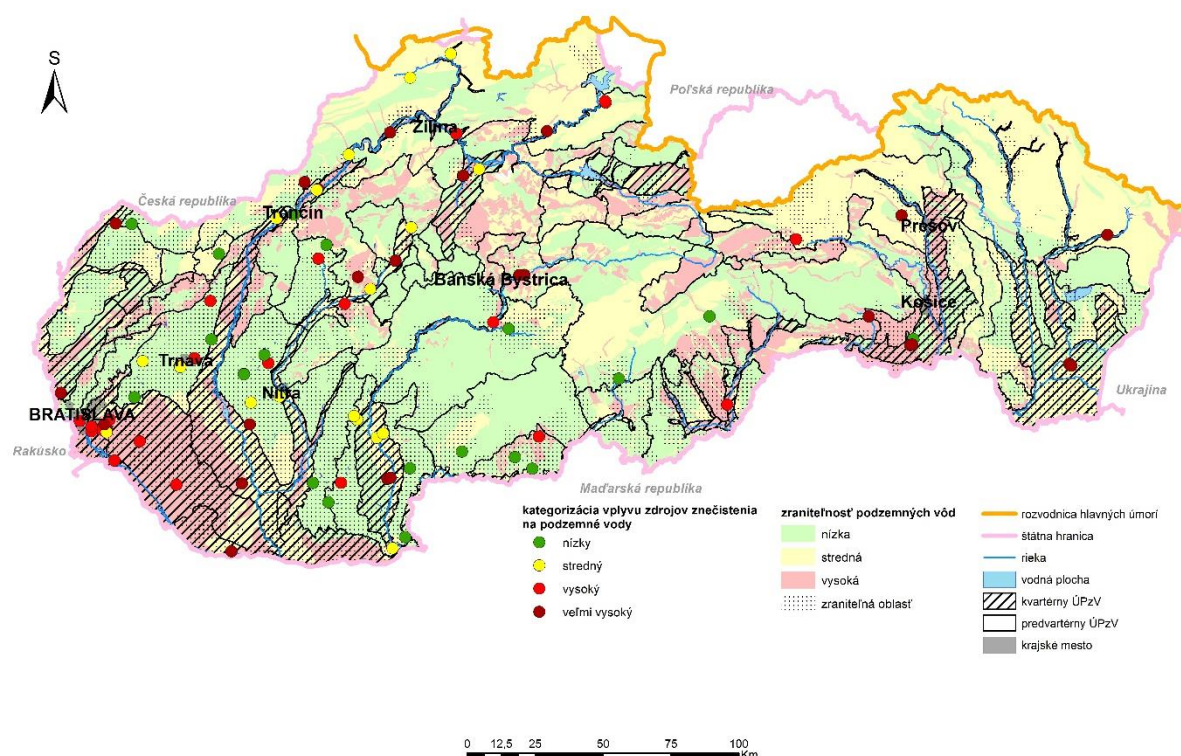 S
Poľská republika
Žilina
Česká republika
Trenčín
Prešov
Banská Bystrica
Košice
Trnava
Nitra
BRATISLAVA
Rakúsko
Ukrajina
Maďarská republika
kategorizácia vplyvu zdrojov znečistenia
na podzemné vody
nízky
stredný
vysoký
veľmi vysoký
zraniteľnosť podzemných vôd
nízka
stredná
vysoká
zraniteľná oblasť
rozvodnica hlavných úmorí
štátna hranica
rieka
vodná plocha
kvartérny ÚPzV
predvartérny ÚPzV
krajské mesto
0 12,5 25 50 75 100
Km